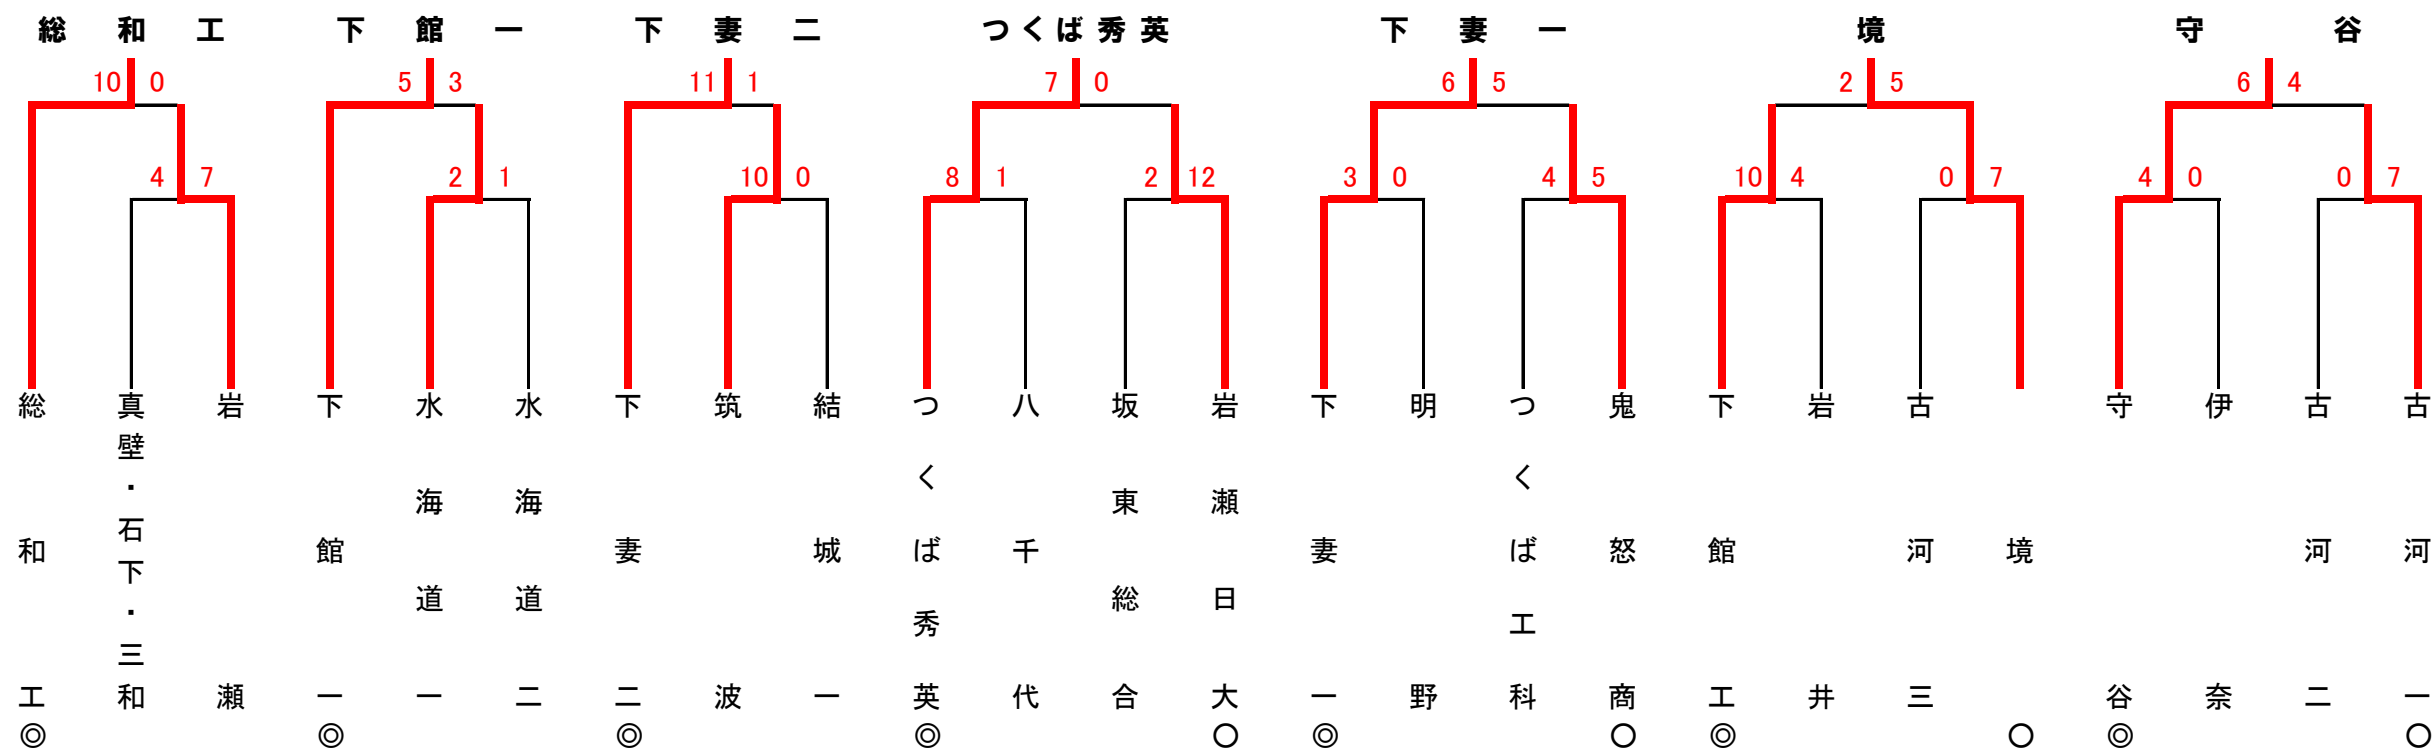 総和工 下館一 下妻二 つくば秀英 下妻一 境 守谷
10 0 5 3 11 1 7 0 6 5 2 5 6 4
4 7 2 1 10 0 8 1 2 12 3 0 4 5 10 4 0 7 4 0 0 7
総和工◎
真壁・石下・三和
岩瀬
下館一◎
水海道一
水海道二
下妻二◎
筑波
結城一
つくば秀英◎
八千代
坂東総合
岩瀬日大○
下妻一◎
明野
つくば工科
鬼怒商○
下館工◎
岩井
古河三
境○
守谷◎
伊奈
古河二
古河一○